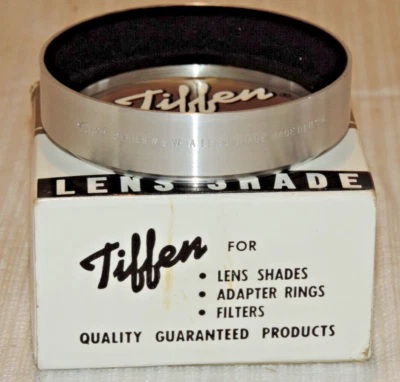 Tiffen
LENS SHADE
Tiffen FOR
• LENS SHADES
• ADAPTER RINGS
• FILTERS
QUALITY GUARANTEED PRODUCTS